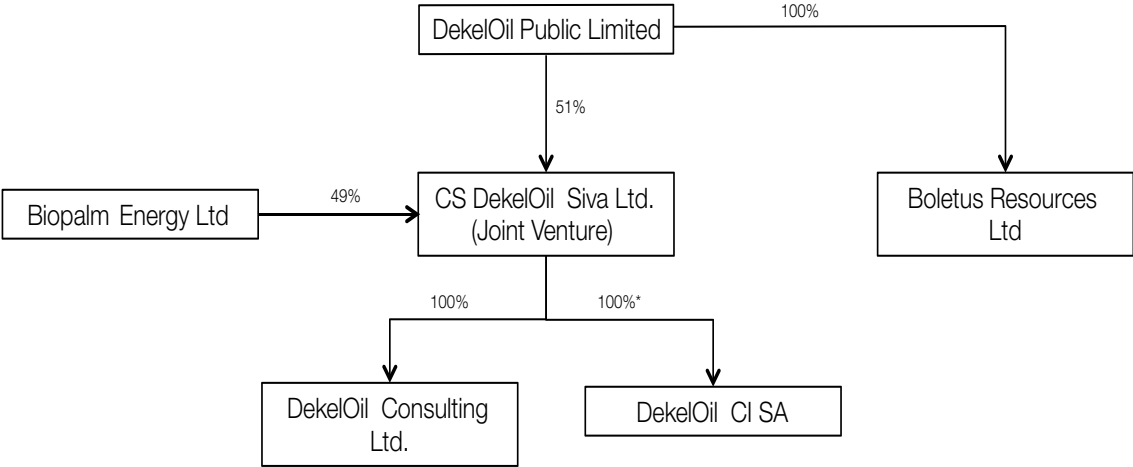 100%
DekelOil Public Limited
51%
Biopalm Energy Ltd
49%
CS DekelOil Siva Ltd.
(Joint Venture)
Boletus Resources
Ltd
100%
100%*
DekelOil Consulting
Ltd.
DekelOil CI SA